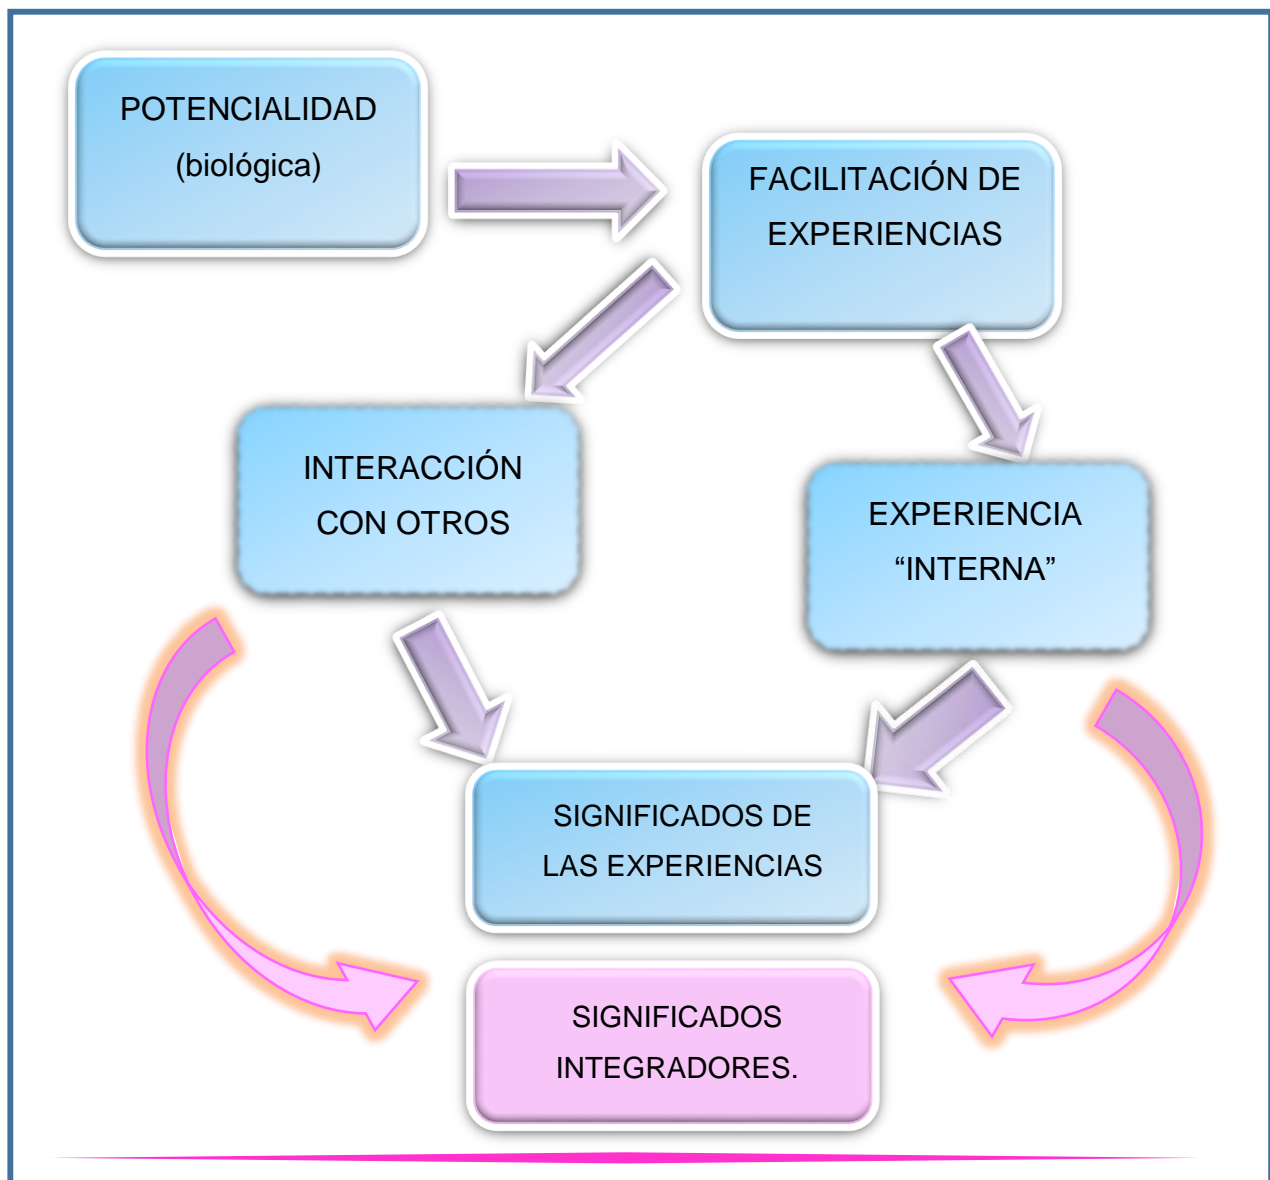 POTENCIALIDAD
(biológica)
FACILITACIÓN DE
EXPERIENCIAS
INTERACCIÓN
CON OTROS
EXPERIENCIA
“INTERNA”
SIGNIFICADOS DE
LAS EXPERIENCIAS
SIGNIFICADOS
INTEGRADORES.